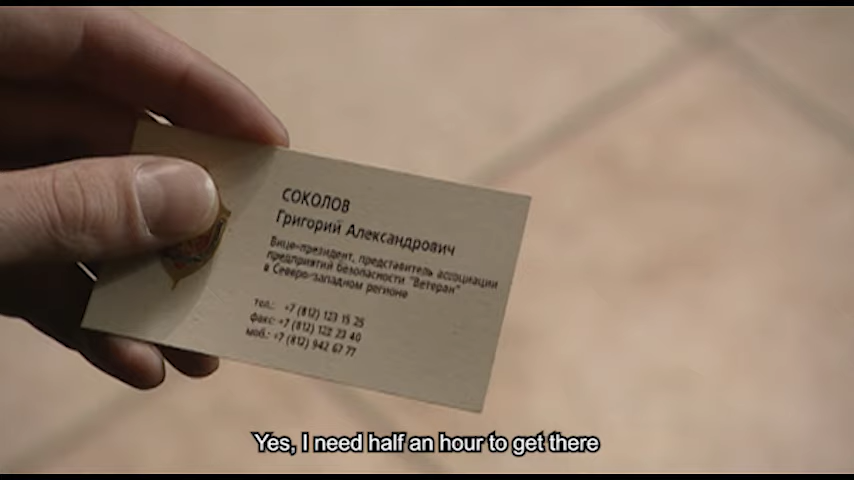 СОКОЛОВ
Григорий Александрович
Вице-президент, представитель ассоциации
предприятий безопасности "Ветеран"
в Северо-западном регионе
тел.: +7 (812) 123 15 25
факс: +7 (812) 122 23 40
моб.: +7 (812) 942 67 77
Yes, I need half an hour to get there